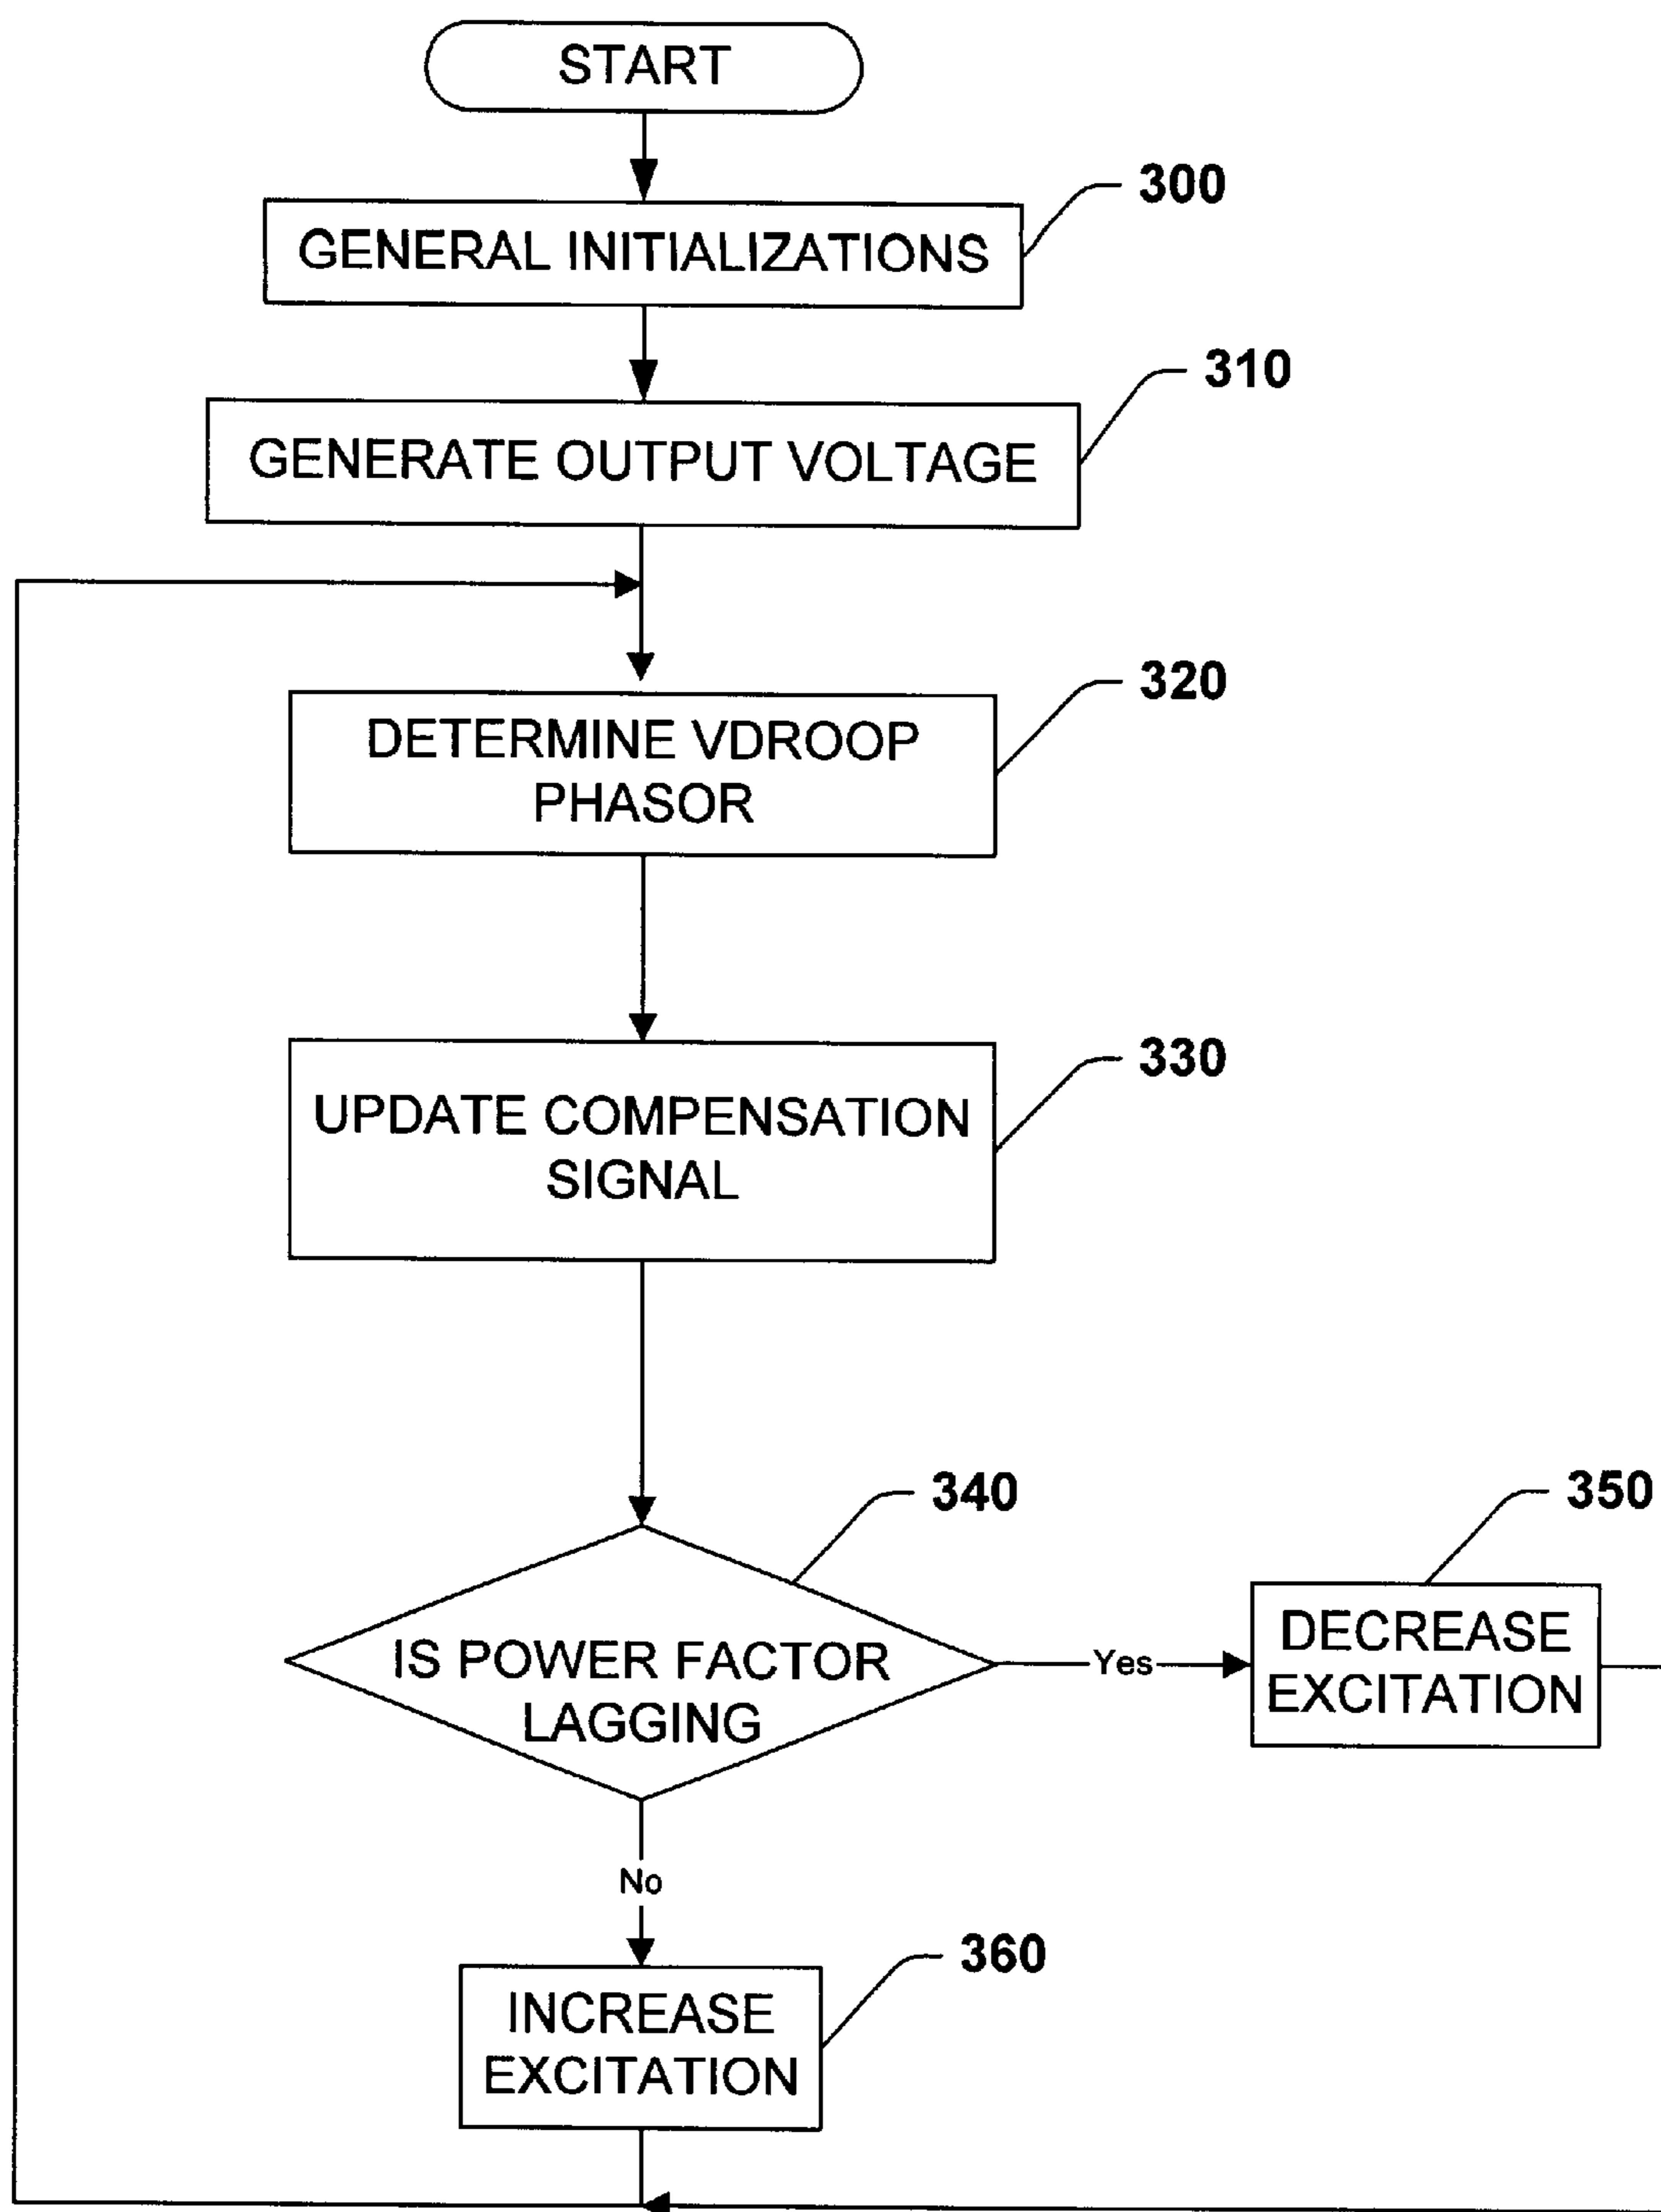 START
300
GENERAL INITIALIZATIONS
310
GENERATE OUTPUT VOLTAGE
320
DETERMINE VDROOP
PHASOR
330
UPDATE COMPENSATION
SIGNAL
340
350
IS POWER FACTOR
LAGGING
Yes
DECREASE
EXCITATION
No
360
INCREASE
EXCITATION